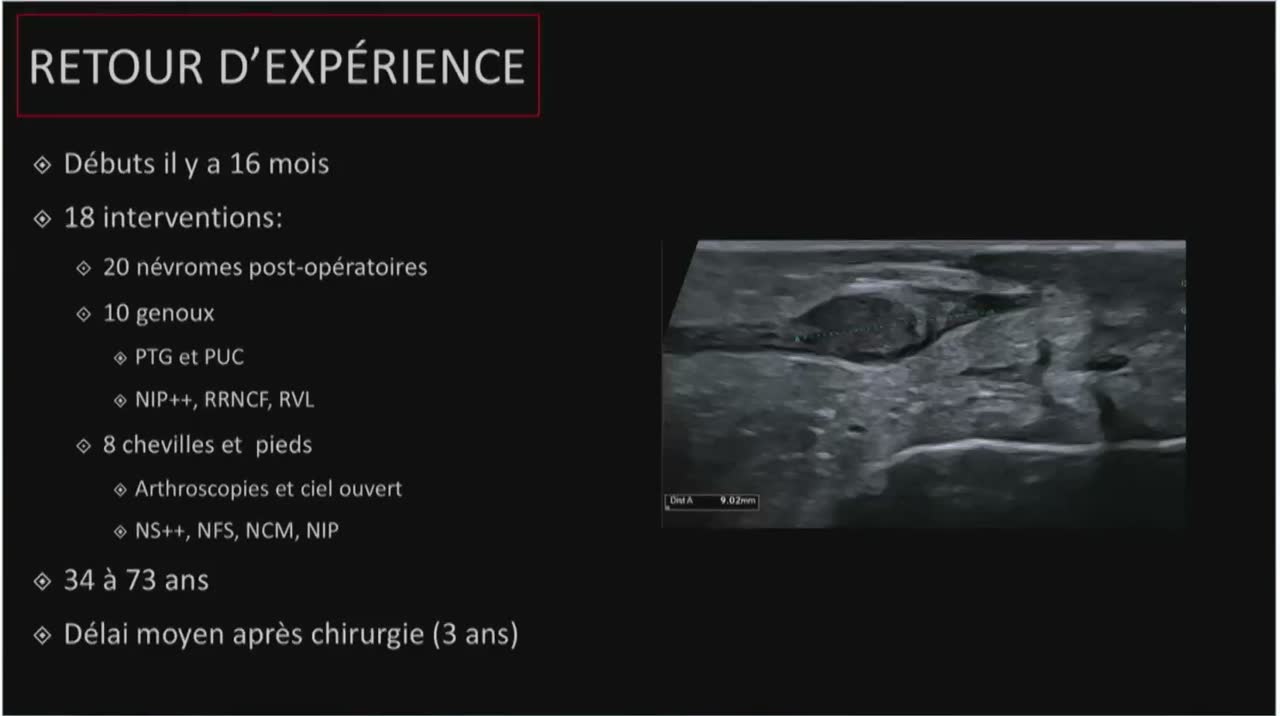 RETOUR D'EXPÉRIENCE
Débuts il y a 16 mois
18 interventions:
20 névromes post-opératoires
10 genoux
PTG et PUC
NIP++, RRNCF, RVL
8 chevilles et pieds
Arthroscopies et ciel ouvert
NS++, NFS, NCM, NIP
34 à 73 ans
Délai moyen après chirurgie (3 ans)
Dist A 9.02mm